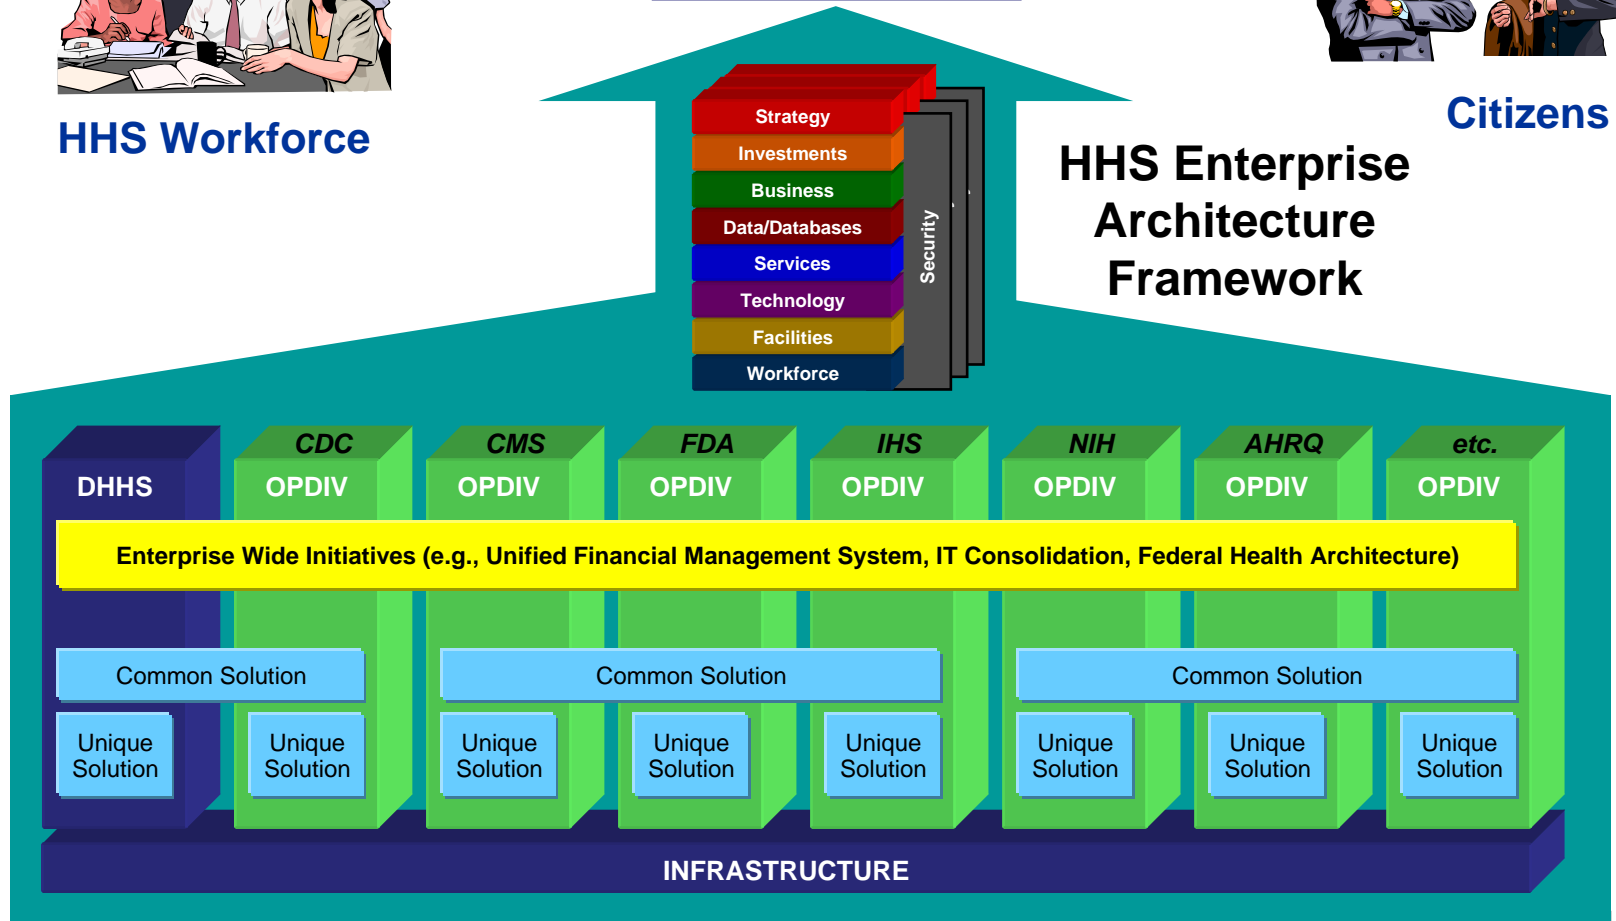 HHS Workforce
Citizens
HHS Enterprise
Architecture
Framework
Strategy
Investments
Business
Data/Databases
Services
Technology
Facilities
Workforce
Security
CDC
CMS
FDA
IHS
NIH
AHRQ
etc.
DHHS
OPDIV
OPDIV
OPDIV
OPDIV
OPDIV
OPDIV
OPDIV
Enterprise Wide Initiatives (e.g., Unified Financial Management System, IT Consolidation, Federal Health Architecture)
Common Solution
Common Solution
Common Solution
Unique
Solution
Unique
Solution
Unique
Solution
Unique
Solution
Unique
Solution
Unique
Solution
Unique
Solution
Unique
Solution
INFRASTRUCTURE